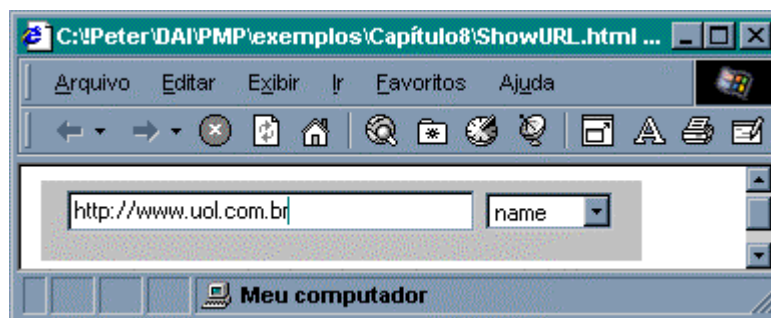 C:\!Peter\DAI\PMP\exemplos\Capítulo8\ShowURL.html ...
Arquivo Editar Exibir Ir Favoritos Ajuda
http://www.uol.com.br name
Meu computador